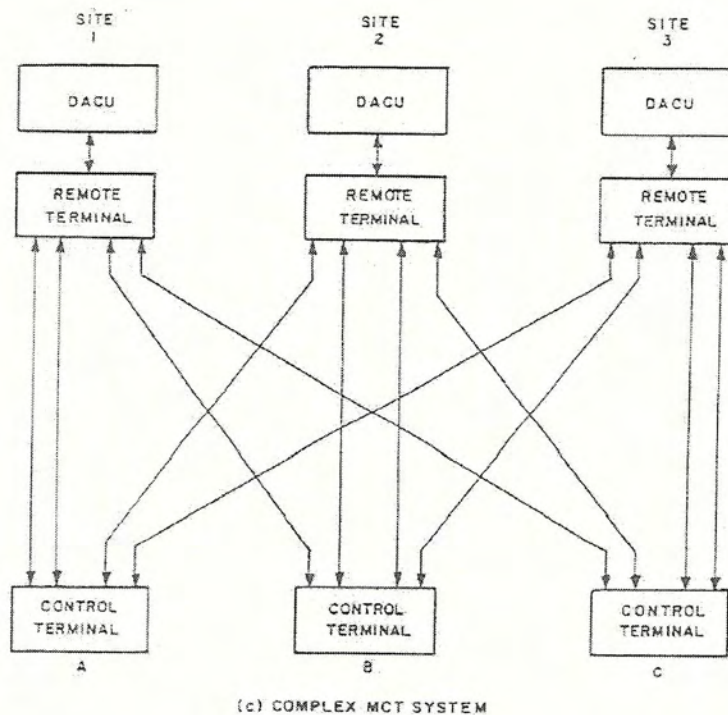 SITE
1
SITE
2
SITE
3
DACU
DACU
DACU
REMOTE
TERMINAL
REMOTE
TERMINAL
REMOTE
TERMINAL
CONTROL
TERMINAL
CONTROL
TERMINAL
CONTROL
TERMINAL
A
B
C
(c) COMPLEX MCT SYSTEM